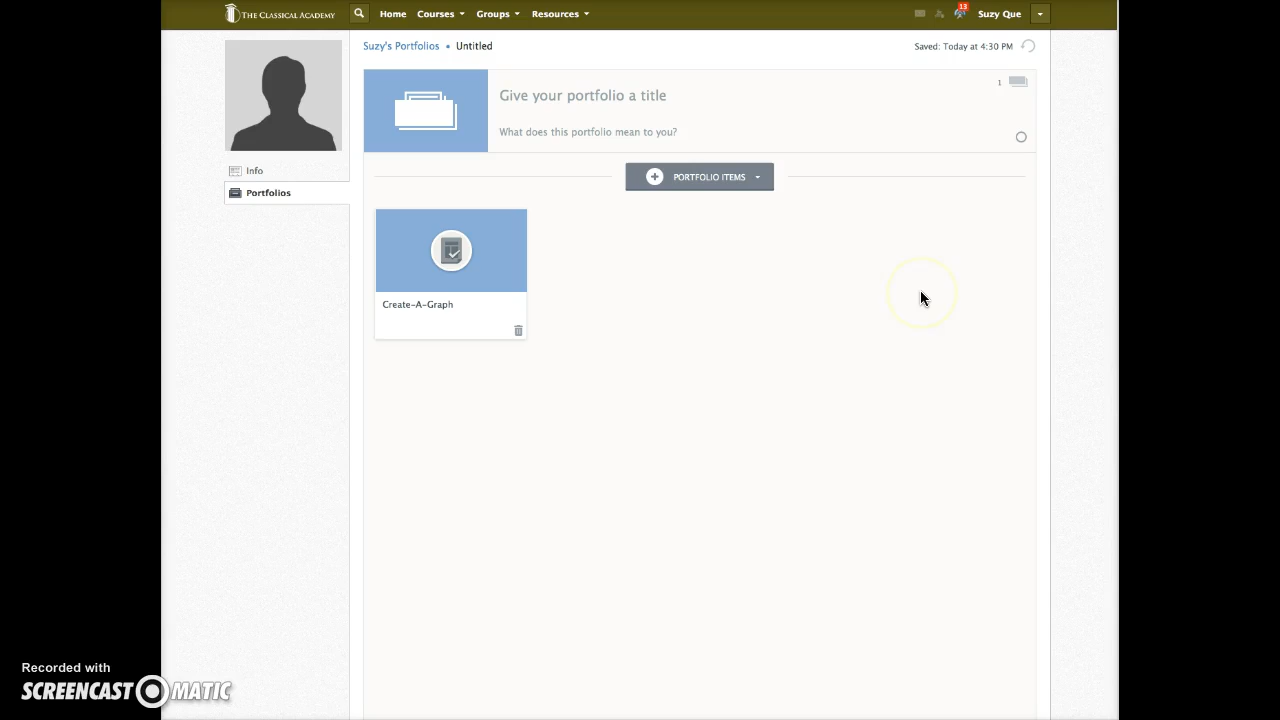 THE CLASSICAL ACADEMY Home Courses Groups Resources 13 Suzy Que
Suzy's Portfolios • Untitled Saved: Today at 4:30 PM
Give your portfolio a title 1
What does this portfolio mean to you?
Info
Portfolios
PORTFOLIO ITEMS
Create-A-Graph
Recorded with
SCREENCAST MATIC